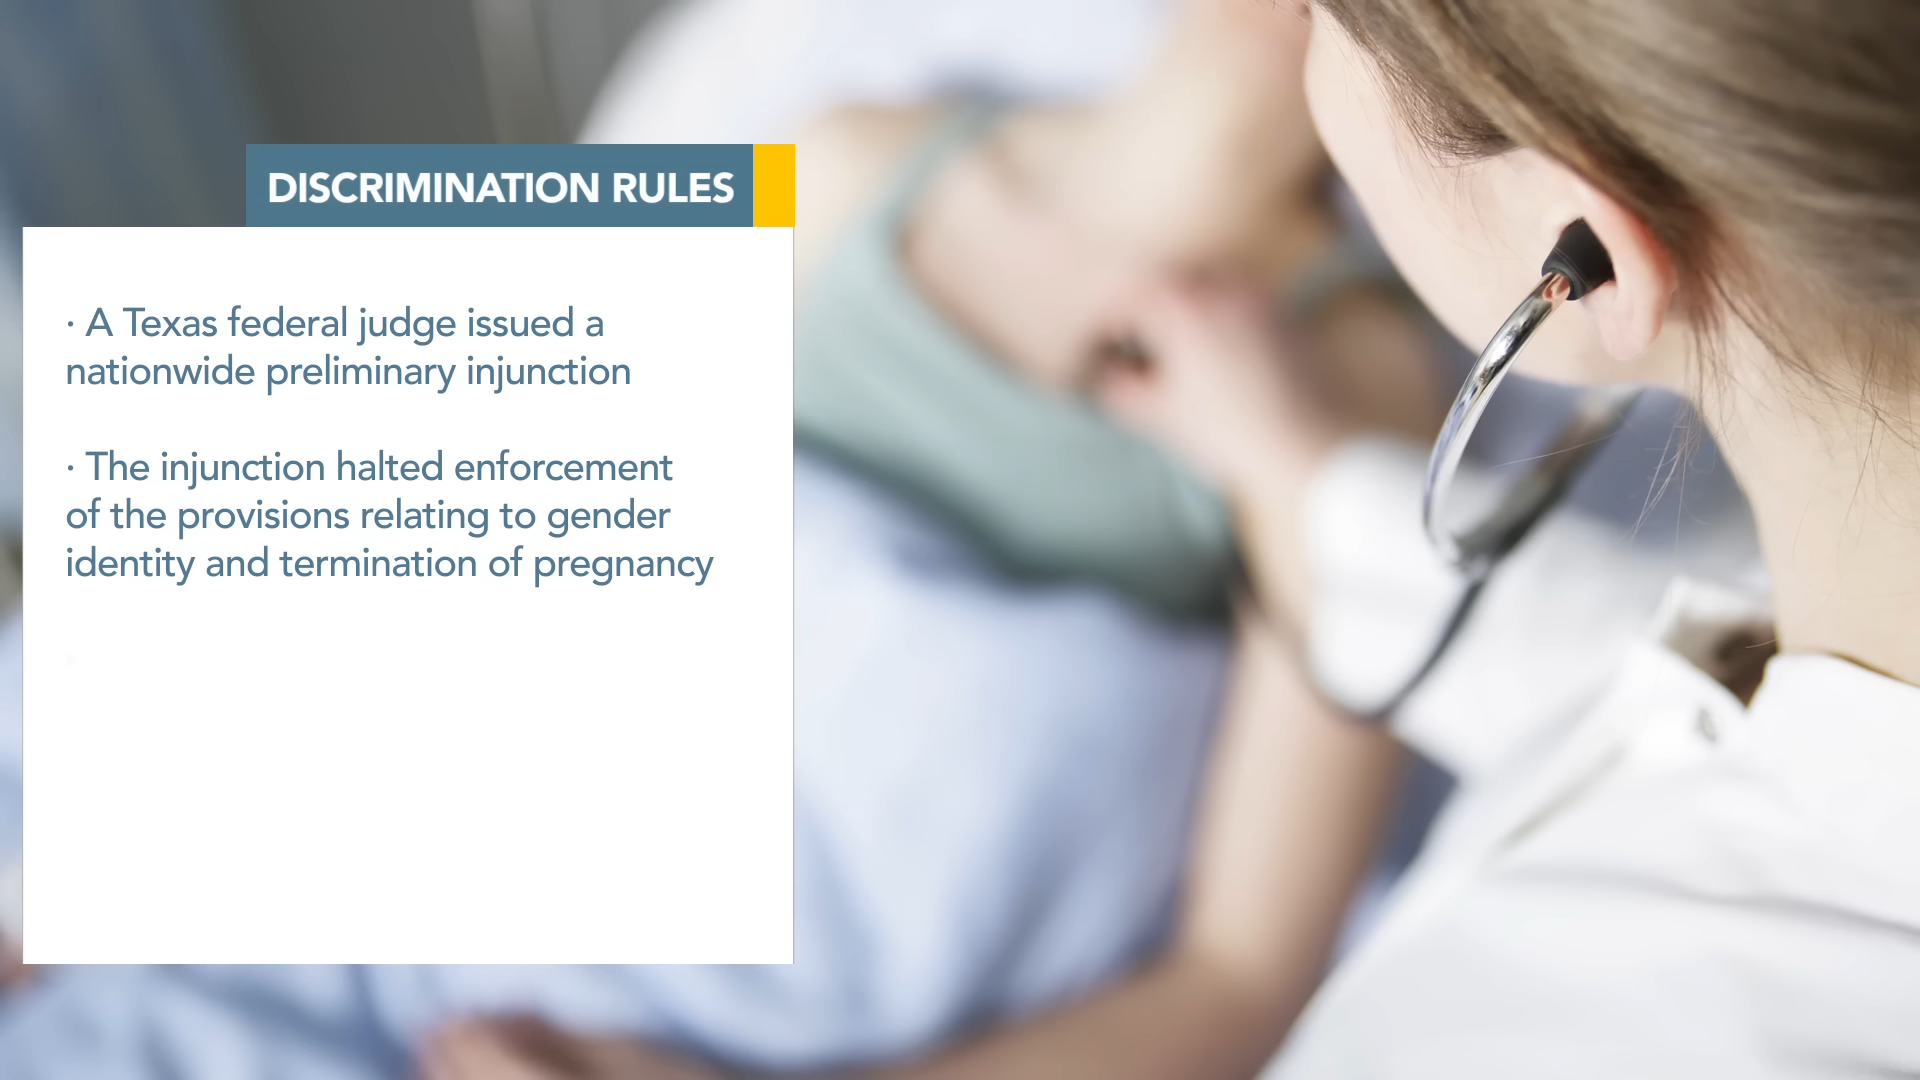 DISCRIMINATION RULES
· A Texas federal judge issued a
nationwide preliminary injunction
· The injunction halted enforcement
of the provisions relating to gender
identity and termination of pregnancy